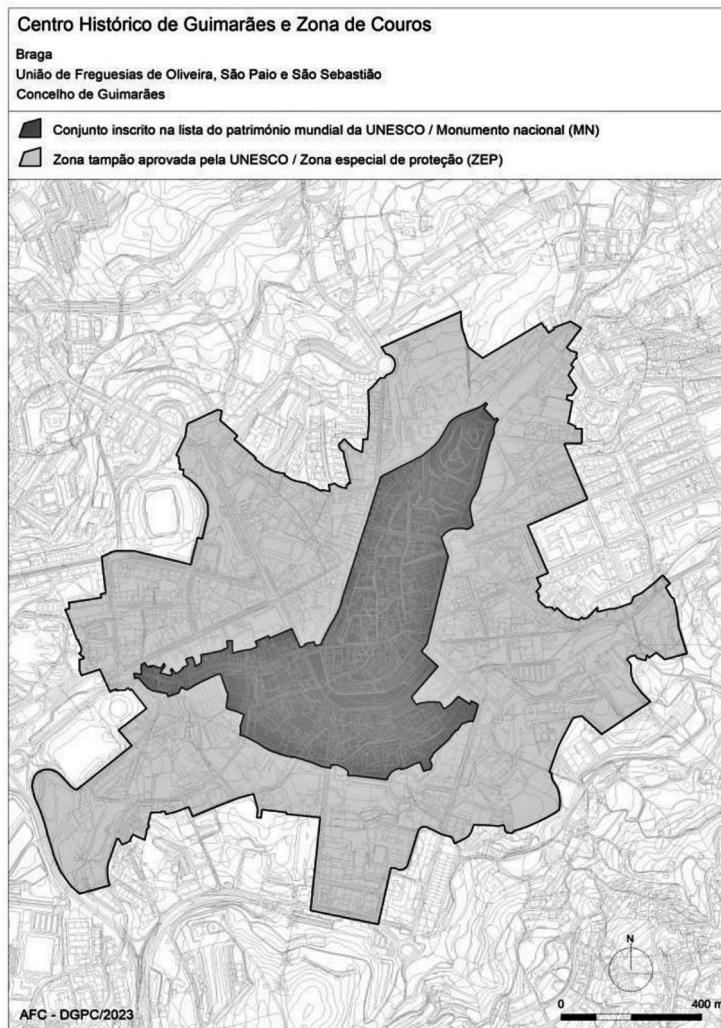 Centro Histórico de Guimarães e Zona de Couros
Braga
União de Freguesias de Oliveira, São Paio e São Sebastião
Concelho de Guimarães
Conjunto inscrito na lista do património mundial da UNESCO / Monumento nacional (MN)
Zona tampão aprovada pela UNESCO / Zona especial de proteção (ZEP)
N
0 400 m
AFC - DGPC/2023